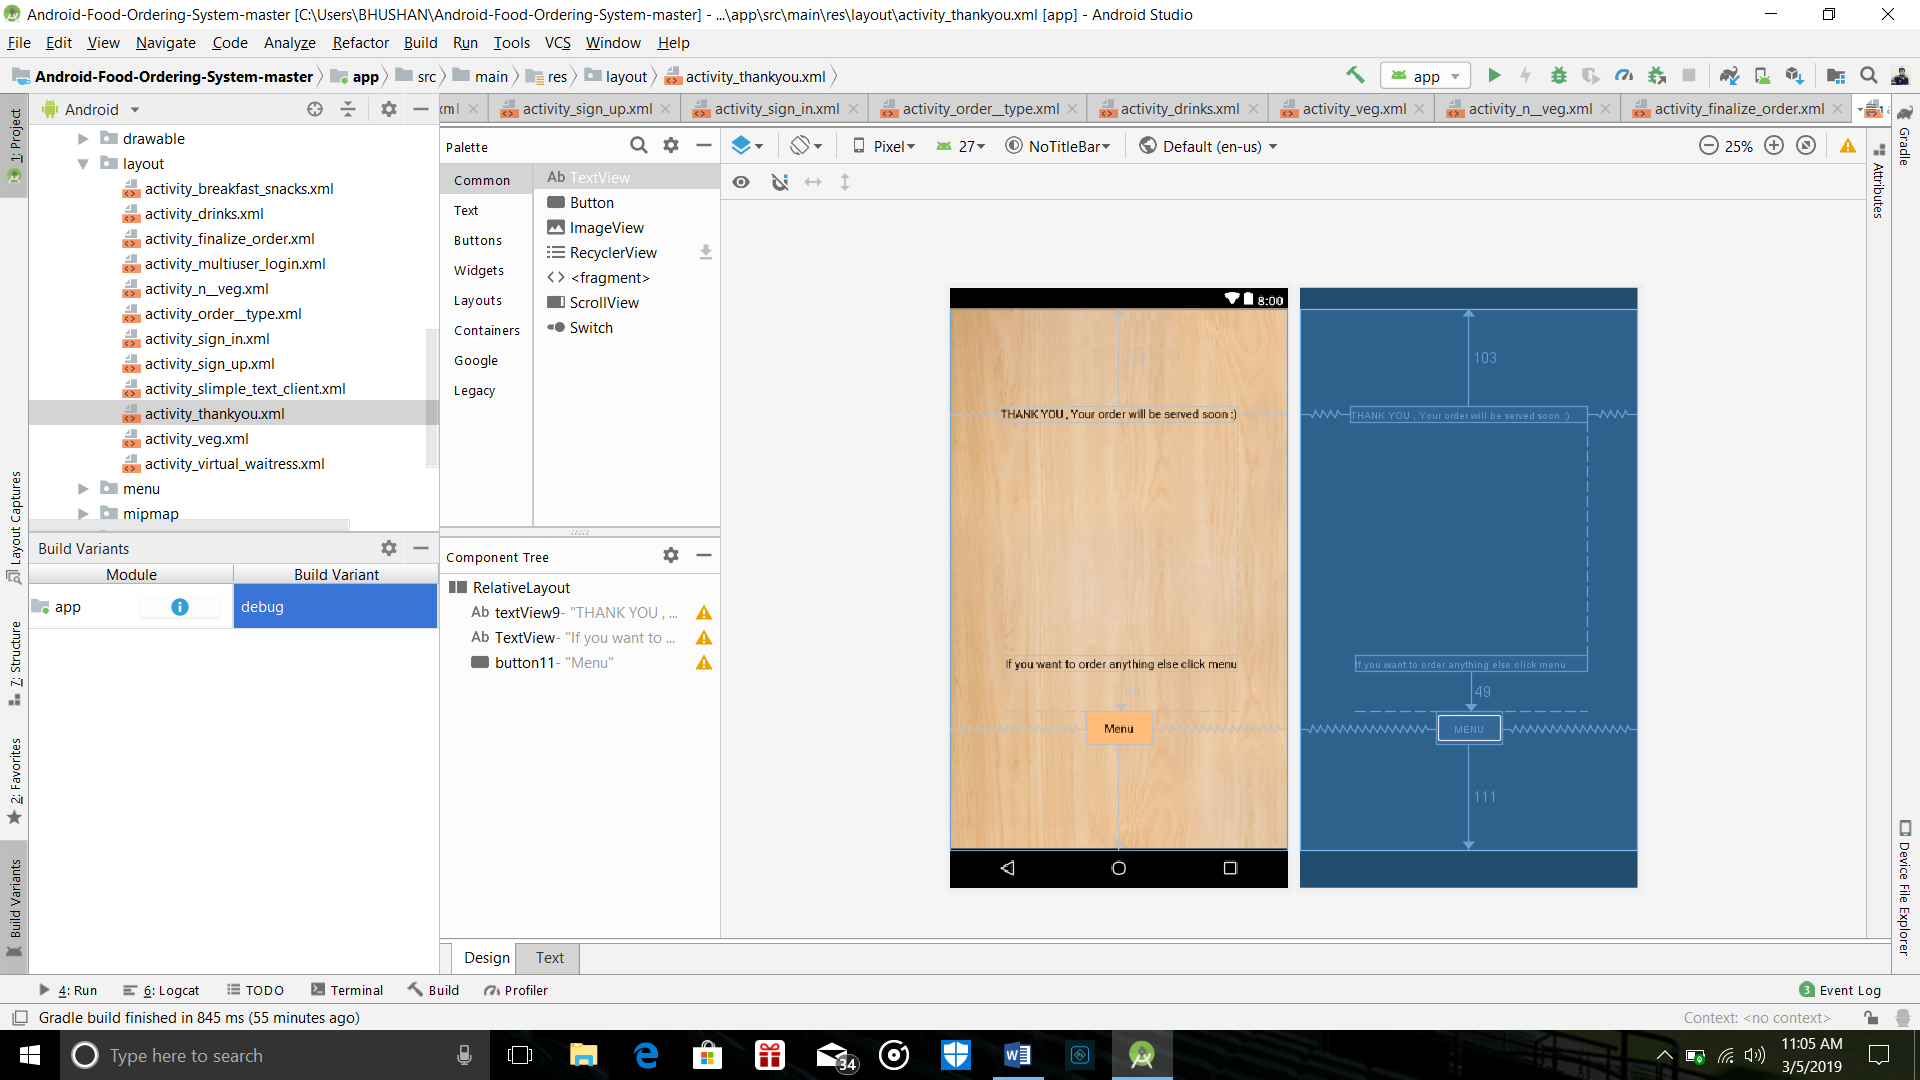 Android-Food-Ordering-System-master [C:\Users\BHUSHAN\Android-Food-Ordering-System-master] - ...\app\src\main\res\layout\activity_thankyou.xml [app] - Android Studio
File Edit View Navigate Code Analyze Refactor Build Run Tools VCS Window Help
Android-Food-Ordering-System-master app src main res layout activity_thankyou.xml
app
Android
ml activity_sign_up.xml activity_sign_in.xml activity_order__type.xml activity_drinks.xml activity_veg.xml activity_n__veg.xml activity_finalize_order.xml
1: Project
Layout Captures
7: Structure
2: Favorites
Build Variants
drawable
layout
activity_breakfast_snacks.xml
activity_drinks.xml
activity_finalize_order.xml
activity_multiuser_login.xml
activity_n__veg.xml
activity_order__type.xml
activity_sign_in.xml
activity_sign_up.xml
activity_slimple_text_client.xml
activity_thankyou.xml
activity_veg.xml
activity_virtual_waitress.xml
menu
mipmap
Build Variants
Module Build Variant
app debug
Palette
Common
Text
Buttons
Widgets
Layouts
Containers
Google
Legacy
Ab TextView
Button
ImageView
RecyclerView
<fragment>
ScrollView
Switch
Component Tree
RelativeLayout
Ab textView9- "THANK YOU , ...
Ab TextView- "If you want to ...
button11- "Menu"
Pixel 27 NoTitleBar Default (en-us) 25%
8:00
THANK YOU , Your order will be served soon :)
If you want to order anything else click menu
Menu
103
THANK YOU , Your order will be served soon :)
If you want to order anything else click menu
49
MENU
111
Gradle
Attributes
Device File Explorer
Design Text
4: Run 6: Logcat TODO Terminal Build Profiler 3 Event Log
Gradle build finished in 845 ms (55 minutes ago) Context: <no context>
Type here to search
34
11:05 AM
3/5/2019